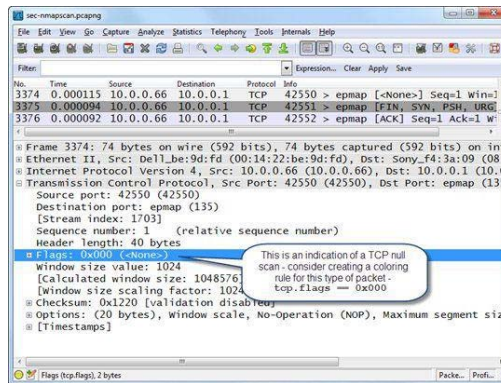 sec-nmapscan.pcapng
File Edit View Go Capture Analyze Statistics Telephony Tools Internals Help
Filter: Expression... Clear Apply Save
No. Time Source Destination Protocol Info
3374 0.000115 10.0.0.66 10.0.0.1 TCP 42550 > epmap [<None>] Seq=1 Win=1
3375 0.000094 10.0.0.66 10.0.0.1 TCP 42551 > epmap [FIN, SYN, PSH, URG]
3376 0.000092 10.0.0.66 10.0.0.1 TCP 42552 > epmap [ACK] Seq=1 Ack=1 W
Frame 3374: 74 bytes on wire (592 bits), 74 bytes captured (592 bits) on in
Ethernet II, Src: Dell_be:9d:fd (00:14:22:be:9d:fd), Dst: Sony_f4:3a:09 (08
Internet Protocol Version 4, Src: 10.0.0.66 (10.0.0.66), Dst: 10.0.0.1 (10.
Transmission Control Protocol, Src Port: 42550 (42550), Dst Port: epmap (13
Source port: 42550 (42550)
Destination port: epmap (135)
[Stream index: 1703]
Sequence number: 1 (relative sequence number)
Header length: 40 bytes
Flags: 0x000 (<None>)
Window size value: 1024
[Calculated window size: 1048576]
[Window size scaling factor: 1024
Checksum: 0x1220 [validation disabled]
Options: (20 bytes), Window scale, No-Operation (NOP), Maximum segment siz
[Timestamps]
This is an indication of a TCP null
scan - consider creating a coloring
rule for this type of packet -
tcp.flags == 0x000
Flags (tcp.flags), 2 bytes Packe... Profi...